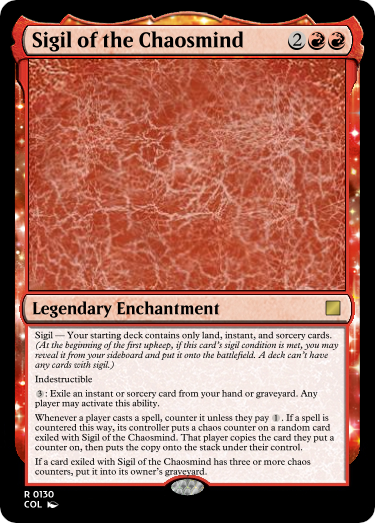 Sigil of the Chaosmind 2
Legendary Enchantment
Sigil — Your starting deck contains only land, instant, and sorcery cards.
(At the beginning of the first upkeep, if this card's sigil condition is met, you may
reveal it from your sideboard and put it onto the battlefield. A deck can't have
any cards with sigil.)
Indestructible
3: Exile an instant or sorcery card from your hand or graveyard. Any
player may activate this ability.
Whenever a player casts a spell, counter it unless they pay 1. If a spell is
countered this way, its controller puts a chaos counter on a random card
exiled with Sigil of the Chaosmind. That player copies the card they put a
counter on, then puts the copy onto the stack under their control.
If a card exiled with Sigil of the Chaosmind has three or more chaos
counters, put it into its owner's graveyard.
R 0130
COL